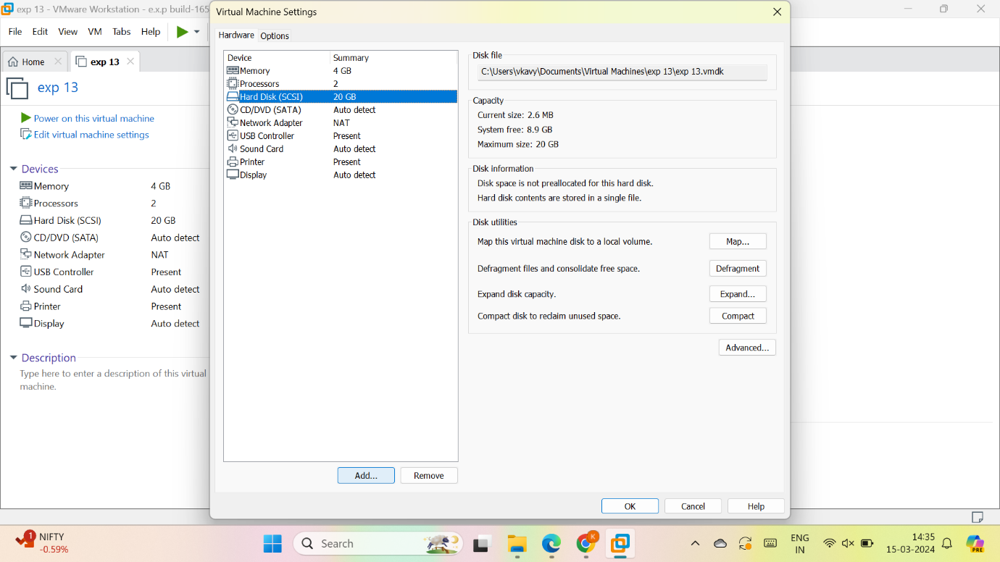 exp 13 - VMware Workstation - e.x.p build-165
Virtual Machine Settings
File Edit View VM Tabs Help
Home
exp 13
exp 13
Power on this virtual machine
Edit virtual machine settings
Devices
Memory 4 GB
Processors 2
Hard Disk (SCSI) 20 GB
CD/DVD (SATA) Auto detect
Network Adapter NAT
USB Controller Present
Sound Card Auto detect
Printer Present
Display Auto detect
Description
Type here to enter a description of this virtual
machine.
Hardware Options
Device Summary
Memory 4 GB
Processors 2
Hard Disk (SCSI) 20 GB
CD/DVD (SATA) Auto detect
Network Adapter NAT
USB Controller Present
Sound Card Auto detect
Printer Present
Display Auto detect
Add... Remove
Disk file
C:\Users\vkavy\Documents\Virtual Machines\exp 13\exp 13.vmdk
Capacity
Current size: 2.6 MB
System free: 8.9 GB
Maximum size: 20 GB
Disk information
Disk space is not preallocated for this hard disk.
Hard disk contents are stored in a single file.
Disk utilities
Map this virtual machine disk to a local volume. Map...
Defragment files and consolidate free space. Defragment
Expand disk capacity. Expand...
Compact disk to reclaim unused space. Compact
Advanced...
OK Cancel Help
1
NIFTY
-0.59%
Search
K
ENG
IN
14:35
15-03-2024
PRE